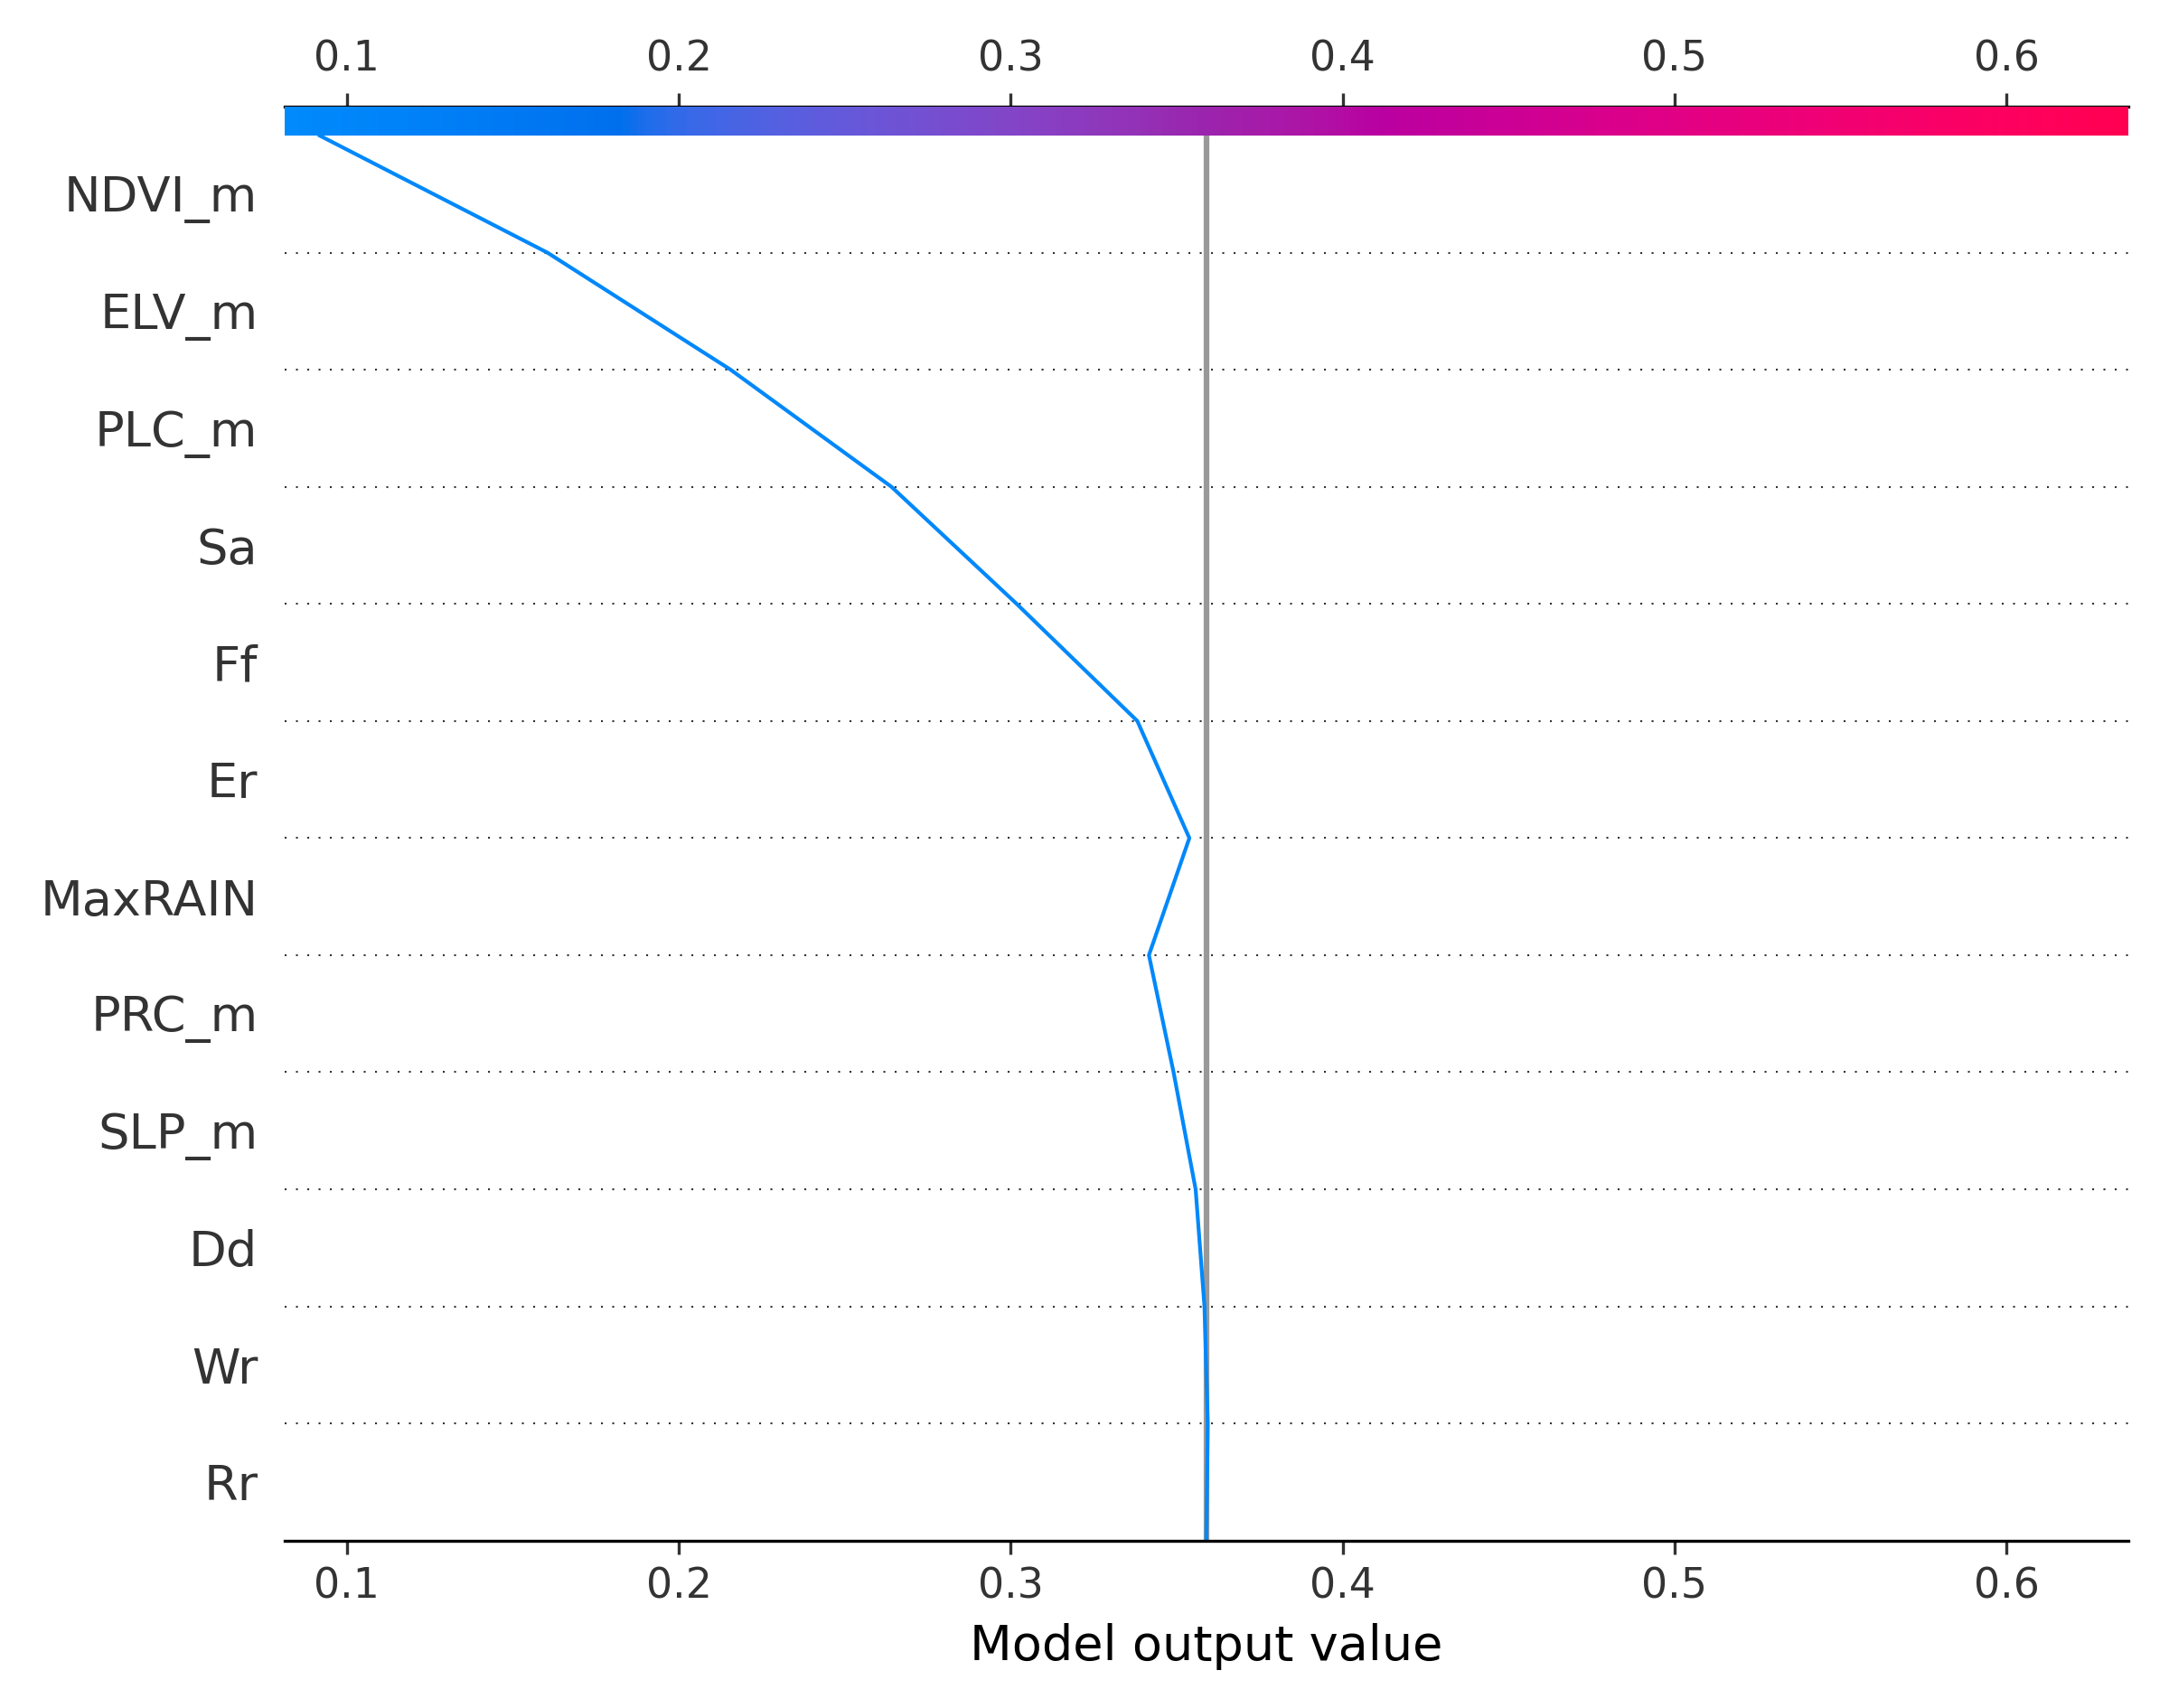 0.1 0.2 0.3 0.4 0.5 0.6
NDVI_m
ELV_m
PLC_m
Sa
Ff
Er
MaxRAIN
PRC_m
SLP_m
Dd
Wr
Rr
0.1 0.2 0.3 0.4 0.5 0.6
Model output value